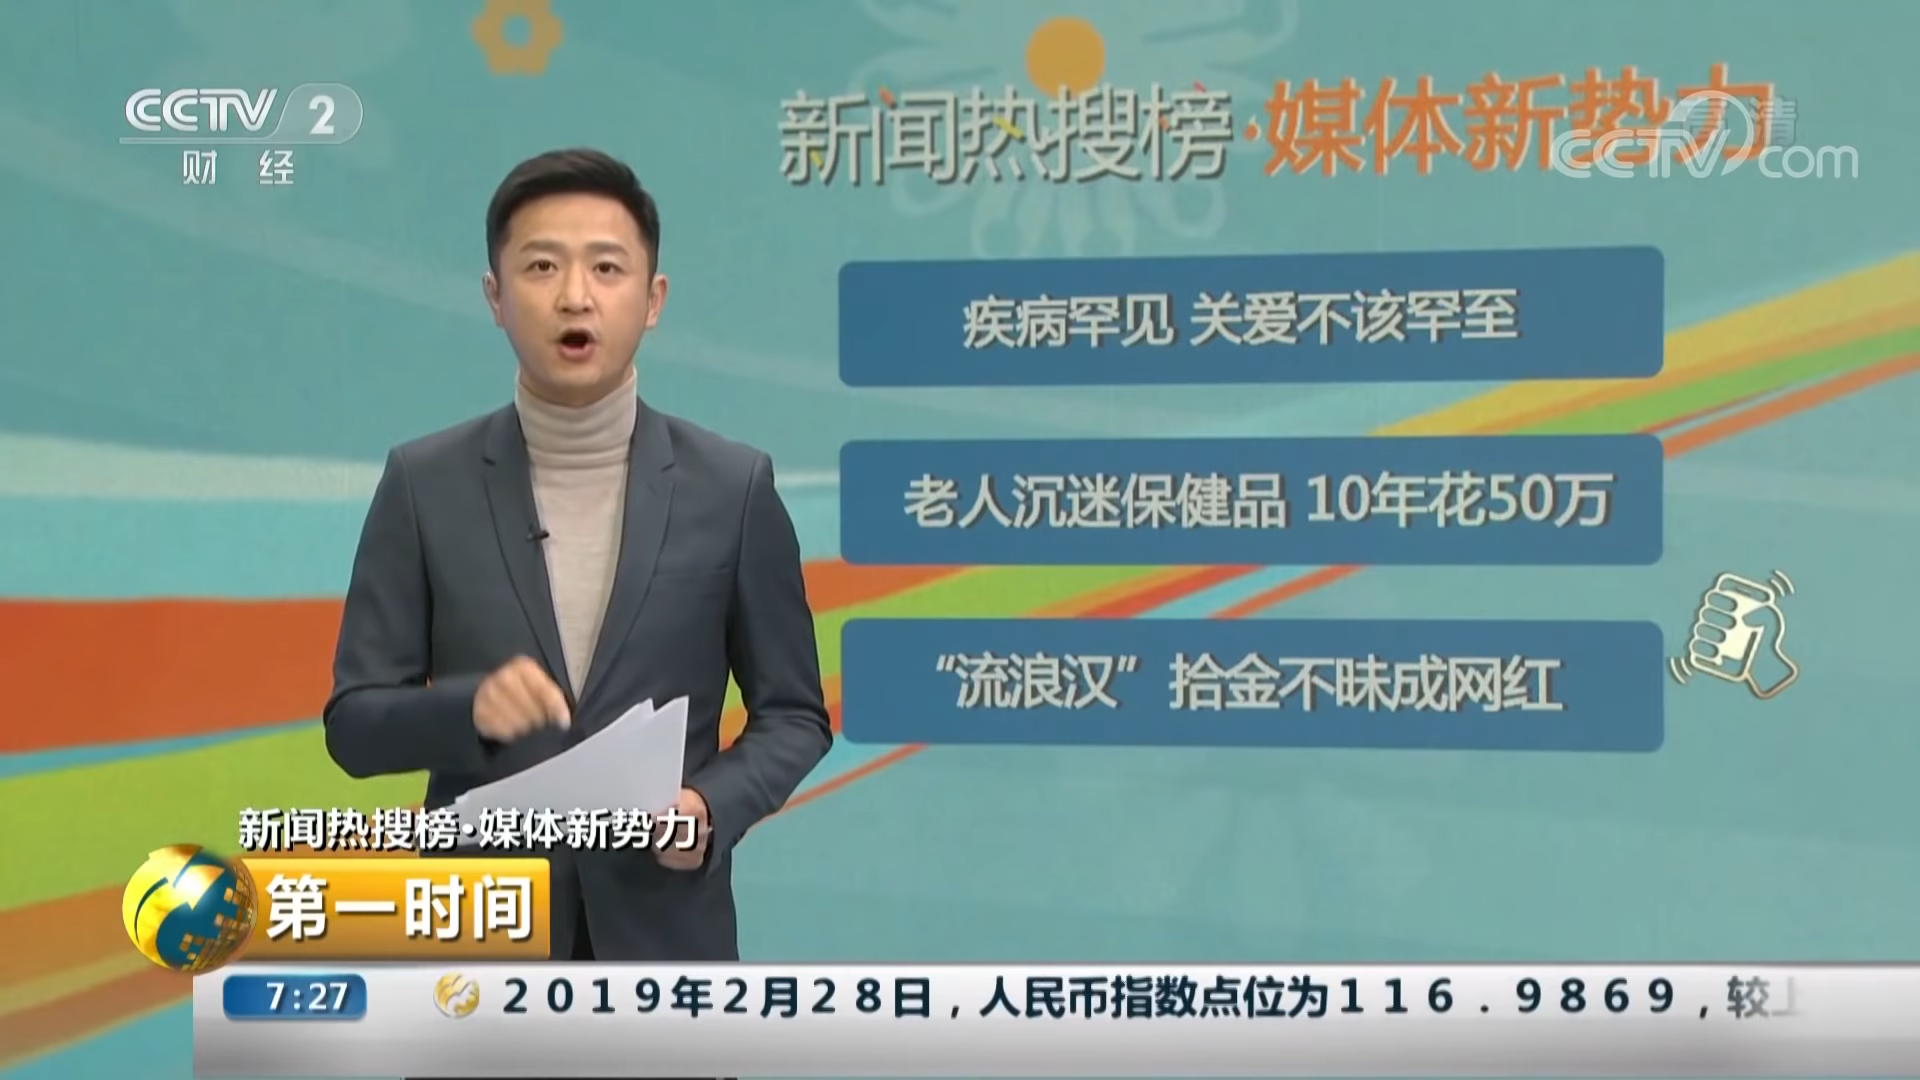 CCTV 2
财 经
新闻热搜榜·媒体新势力
高清
CCTV.com
疾病罕见 关爱不该罕至
老人沉迷保健品 10年花50万
“流浪汉”拾金不昧成网红
新闻热搜榜·媒体新势力
第一时间
7:27
2019年2月28日，人民币指数点位为116．9869，较上